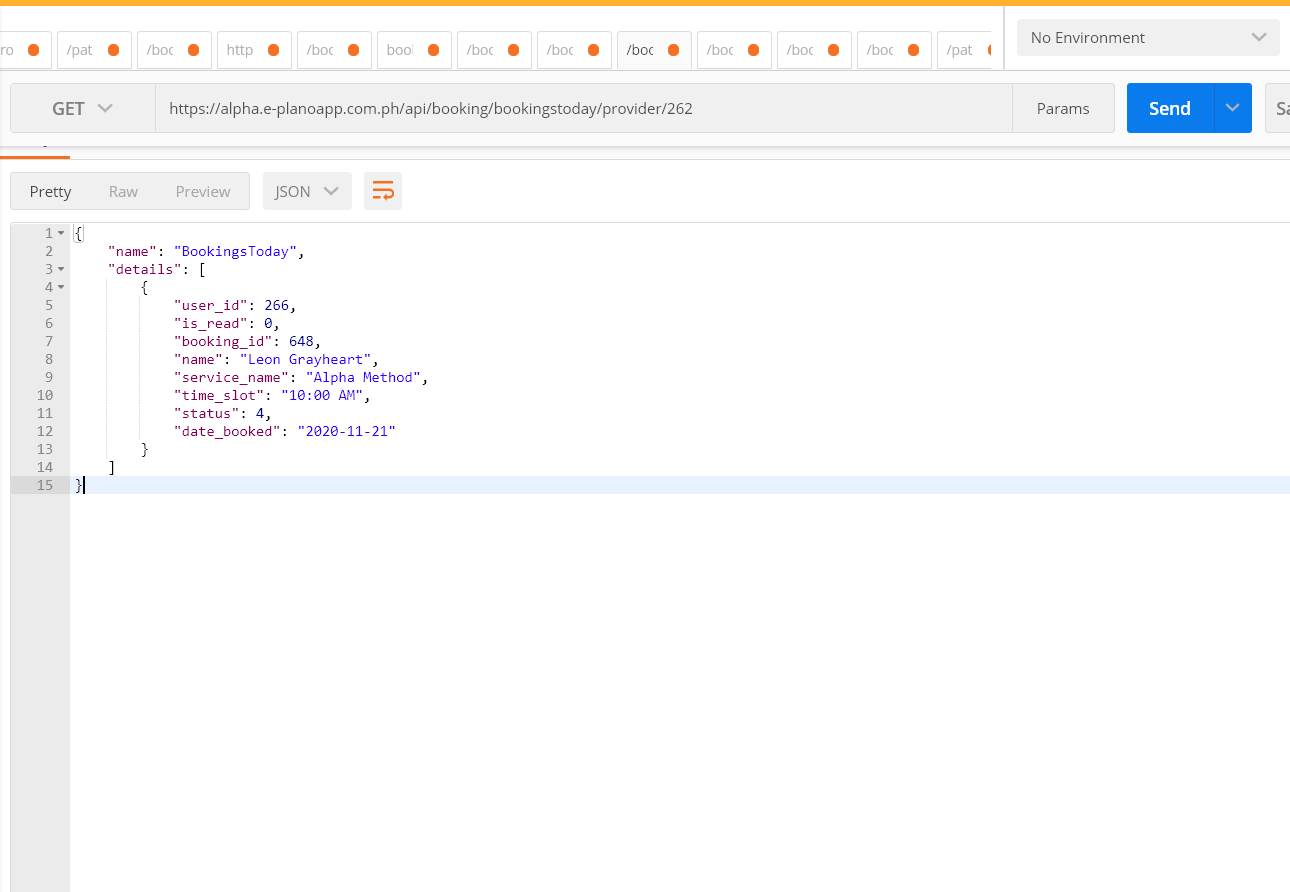 ro /pat /boc http /boc bool /boc /boc /boc /boc /boc /boc /pat
No Environment
GET https://alpha.e-planoapp.com.ph/api/booking/bookingstoday/provider/262 Params Send Sa
Pretty Raw Preview JSON
1 {
2 "name": "BookingsToday",
3 "details": [
4 {
5 "user_id": 266,
6 "is_read": 0,
7 "booking_id": 648,
8 "name": "Leon Grayheart",
9 "service_name": "Alpha Method",
10 "time_slot": "10:00 AM",
11 "status": 4,
12 "date_booked": "2020-11-21"
13 }
14 ]
15 }